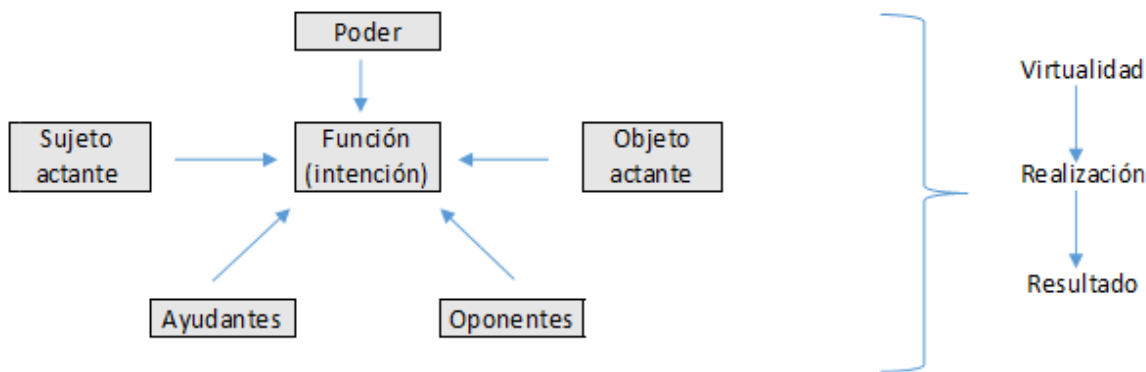 Poder
Sujeto
actante
Función
(intención)
Objeto
actante
Ayudantes
Oponentes
Virtualidad
Realización
Resultado